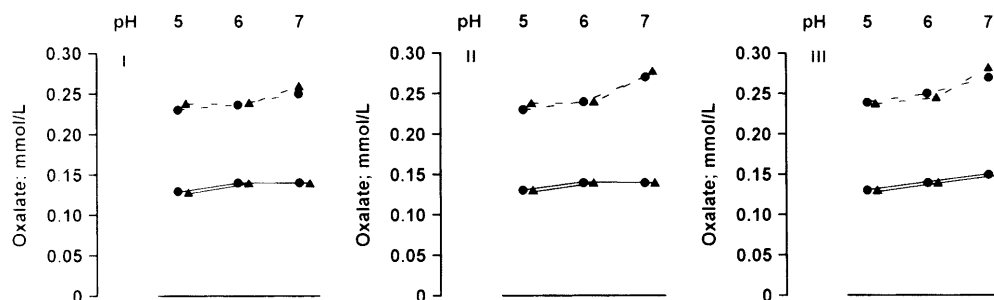 pH 5 6 7 pH 5 6 7 pH 5 6 7
I II III
0.30 0.30 0.30
0.25 0.25 0.25
0.20 0.20 0.20
0.15 0.15 0.15
0.10 0.10 0.10
0.05 0.05 0.05
0 0 0
Oxalate; mmol/L
Oxalate; mmol/L
Oxalate; mmol/L